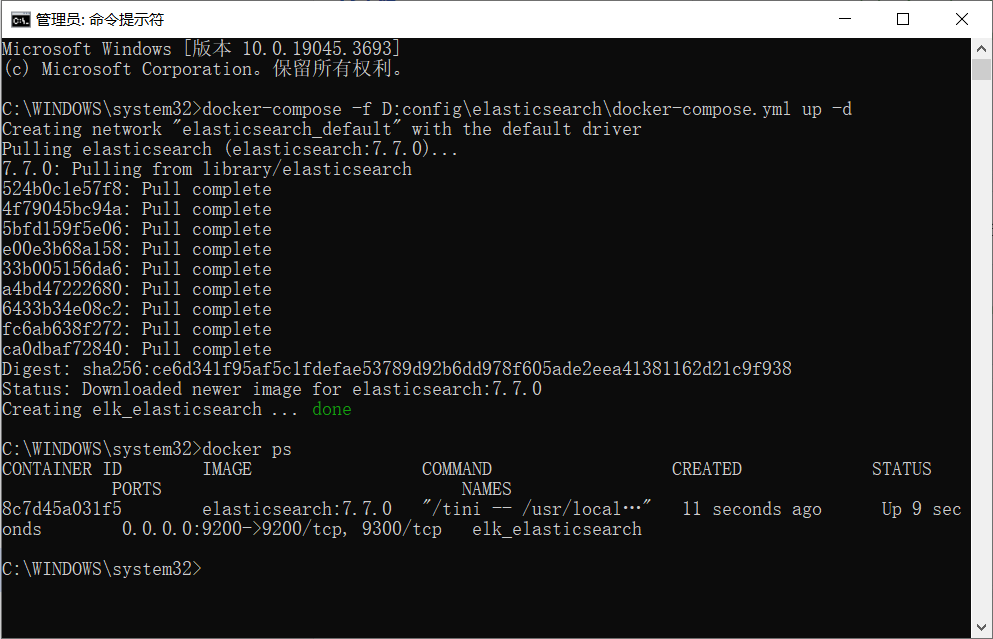 管理员: 命令提示符
Microsoft Windows [版本 10.0.19045.3693]
(c) Microsoft Corporation。保留所有权利。
C:\WINDOWS\system32>docker-compose -f D:config\elasticsearch\docker-compose.yml up -d
Creating network "elasticsearch_default" with the default driver
Pulling elasticsearch (elasticsearch:7.7.0)...
7.7.0: Pulling from library/elasticsearch
524b0c1e57f8: Pull complete
4f79045bc94a: Pull complete
5bfd159f5e06: Pull complete
e00e3b68a158: Pull complete
33b005156da6: Pull complete
a4bd47222680: Pull complete
6433b34e08c2: Pull complete
fc6ab638f272: Pull complete
ca0dbaf72840: Pull complete
Digest: sha256:ce6d341f95af5c1fdefae53789d92b6dd978f605ade2eea41381162d21c9f938
Status: Downloaded newer image for elasticsearch:7.7.0
Creating elk_elasticsearch ... done
C:\WINDOWS\system32>docker ps
CONTAINER ID        IMAGE                 COMMAND                  CREATED             STATUS
           PORTS                              NAMES
8c7d45a031f5        elasticsearch:7.7.0   "/tini -- /usr/local…"   11 seconds ago      Up 9 sec
onds        0.0.0.0:9200->9200/tcp, 9300/tcp   elk_elasticsearch
C:\WINDOWS\system32>